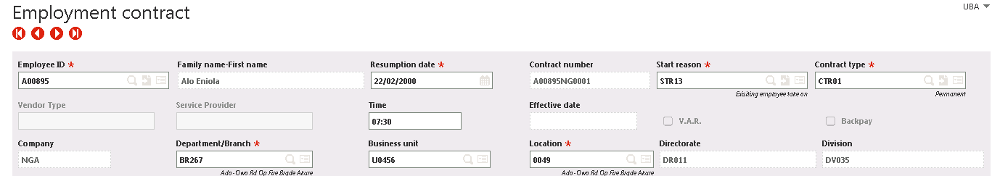 Employment contract
UBA
Employee ID *
Family name-First name
Resumption date *
Contract number
Start reason *
Contract type *
A00895
Alo Eniola
22/02/2000
A00895NG0001
STR13
CTR01
Exisiting employee take on
Permanent
Vendor Type
Service Provider
Time
Effective date
07:30
V.A.R.
Backpay
Company
Department/Branch *
Business unit
Location *
Directorate
Division
NGA
BR267
U0456
0049
DR011
DV035
Ado-Owo Rd Op Fire Brgde Akure
Ado-Owo Rd Op Fire Brgde Akure